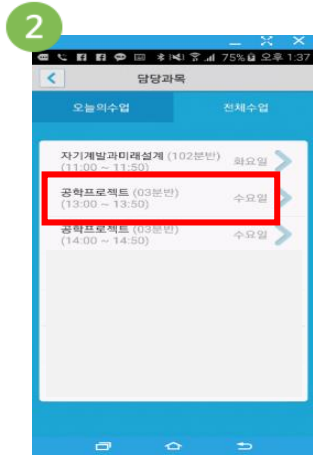 2
75% 오후 1:37
담당과목
오늘의수업 전체수업
자기계발과미래설계 (102분반) 화요일
(11:00 ~ 11:50)
공학프로젝트 (03분반) 수요일
(13:00 ~ 13:50)
공학프로젝트 (03분반) 수요일
(14:00 ~ 14:50)